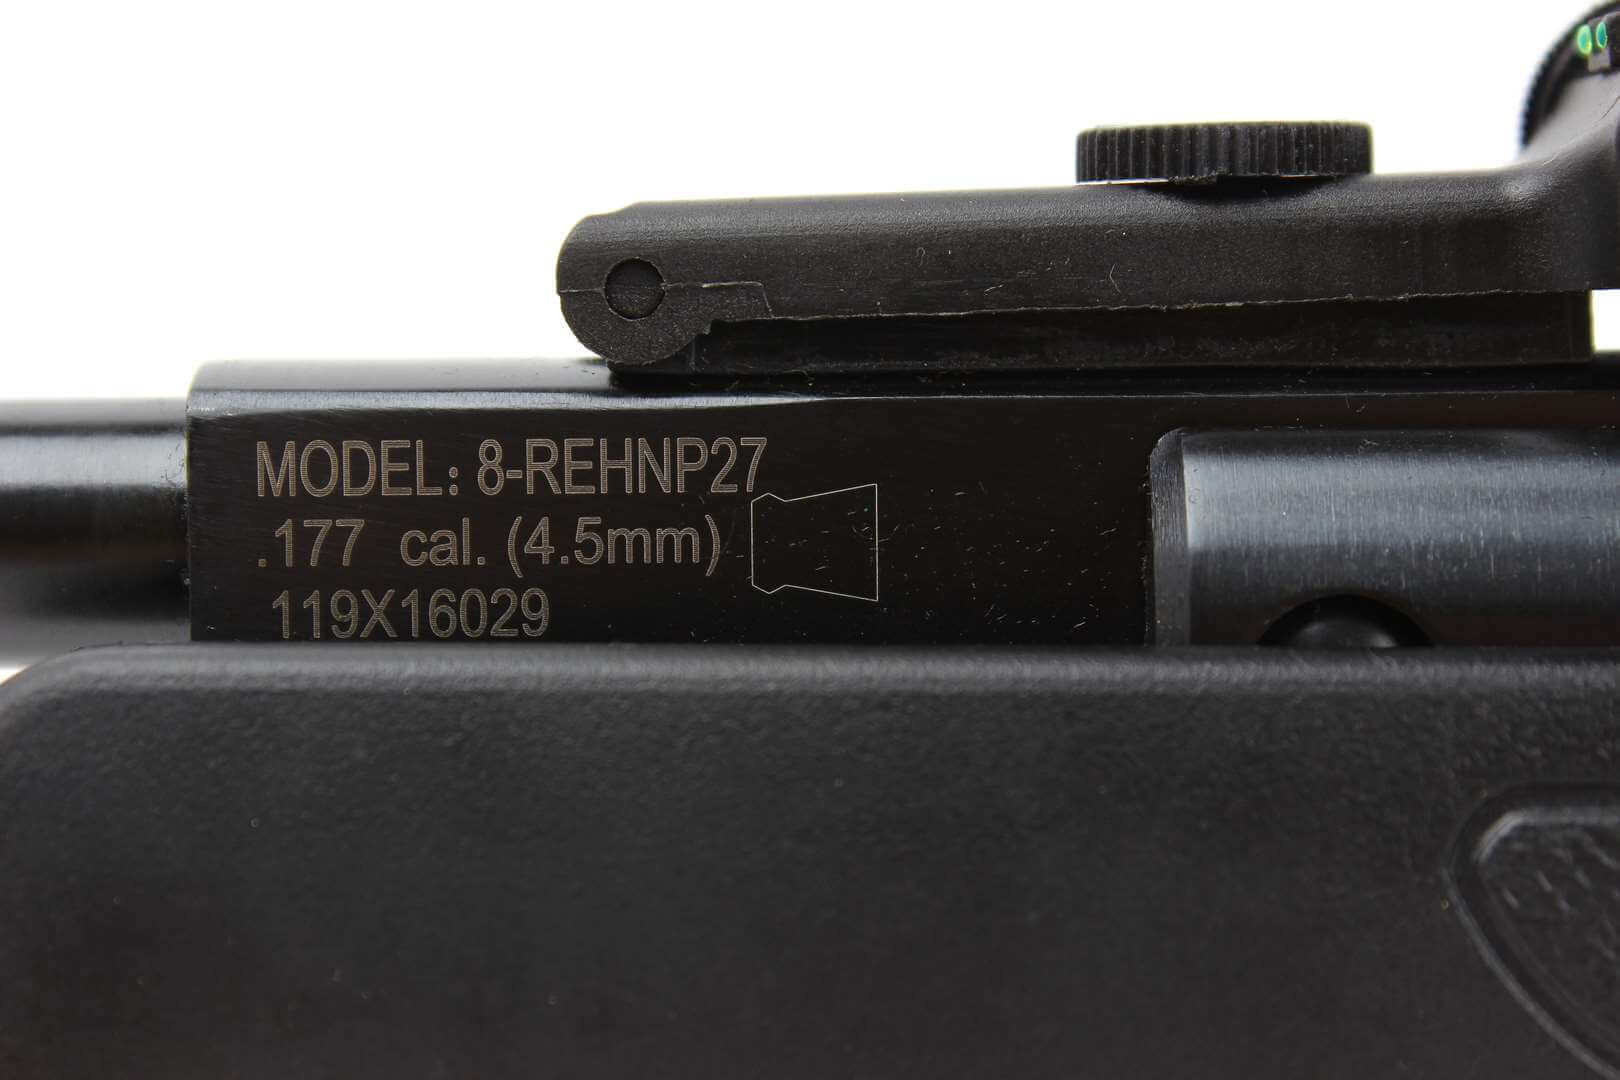 MODEL: 8-REHNP27
.177 cal. (4.5mm)
119X16029